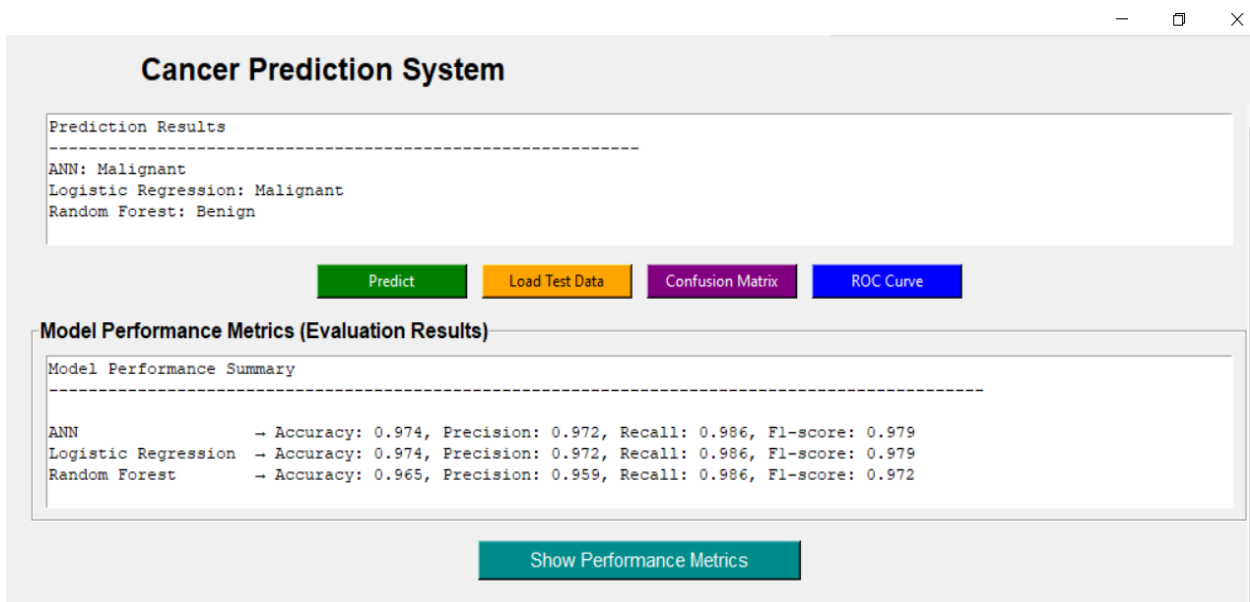 Cancer Prediction System
Prediction Results
---------------------------------------------------------------
ANN: Malignant
Logistic Regression: Malignant
Random Forest: Benign
Predict
Load Test Data
Confusion Matrix
ROC Curve
Model Performance Metrics (Evaluation Results)
Model Performance Summary
-----------------------------------------------------------------------------------------------
ANN → Accuracy: 0.974, Precision: 0.972, Recall: 0.986, F1-score: 0.979
Logistic Regression → Accuracy: 0.974, Precision: 0.972, Recall: 0.986, F1-score: 0.979
Random Forest → Accuracy: 0.965, Precision: 0.959, Recall: 0.986, F1-score: 0.972
Show Performance Metrics